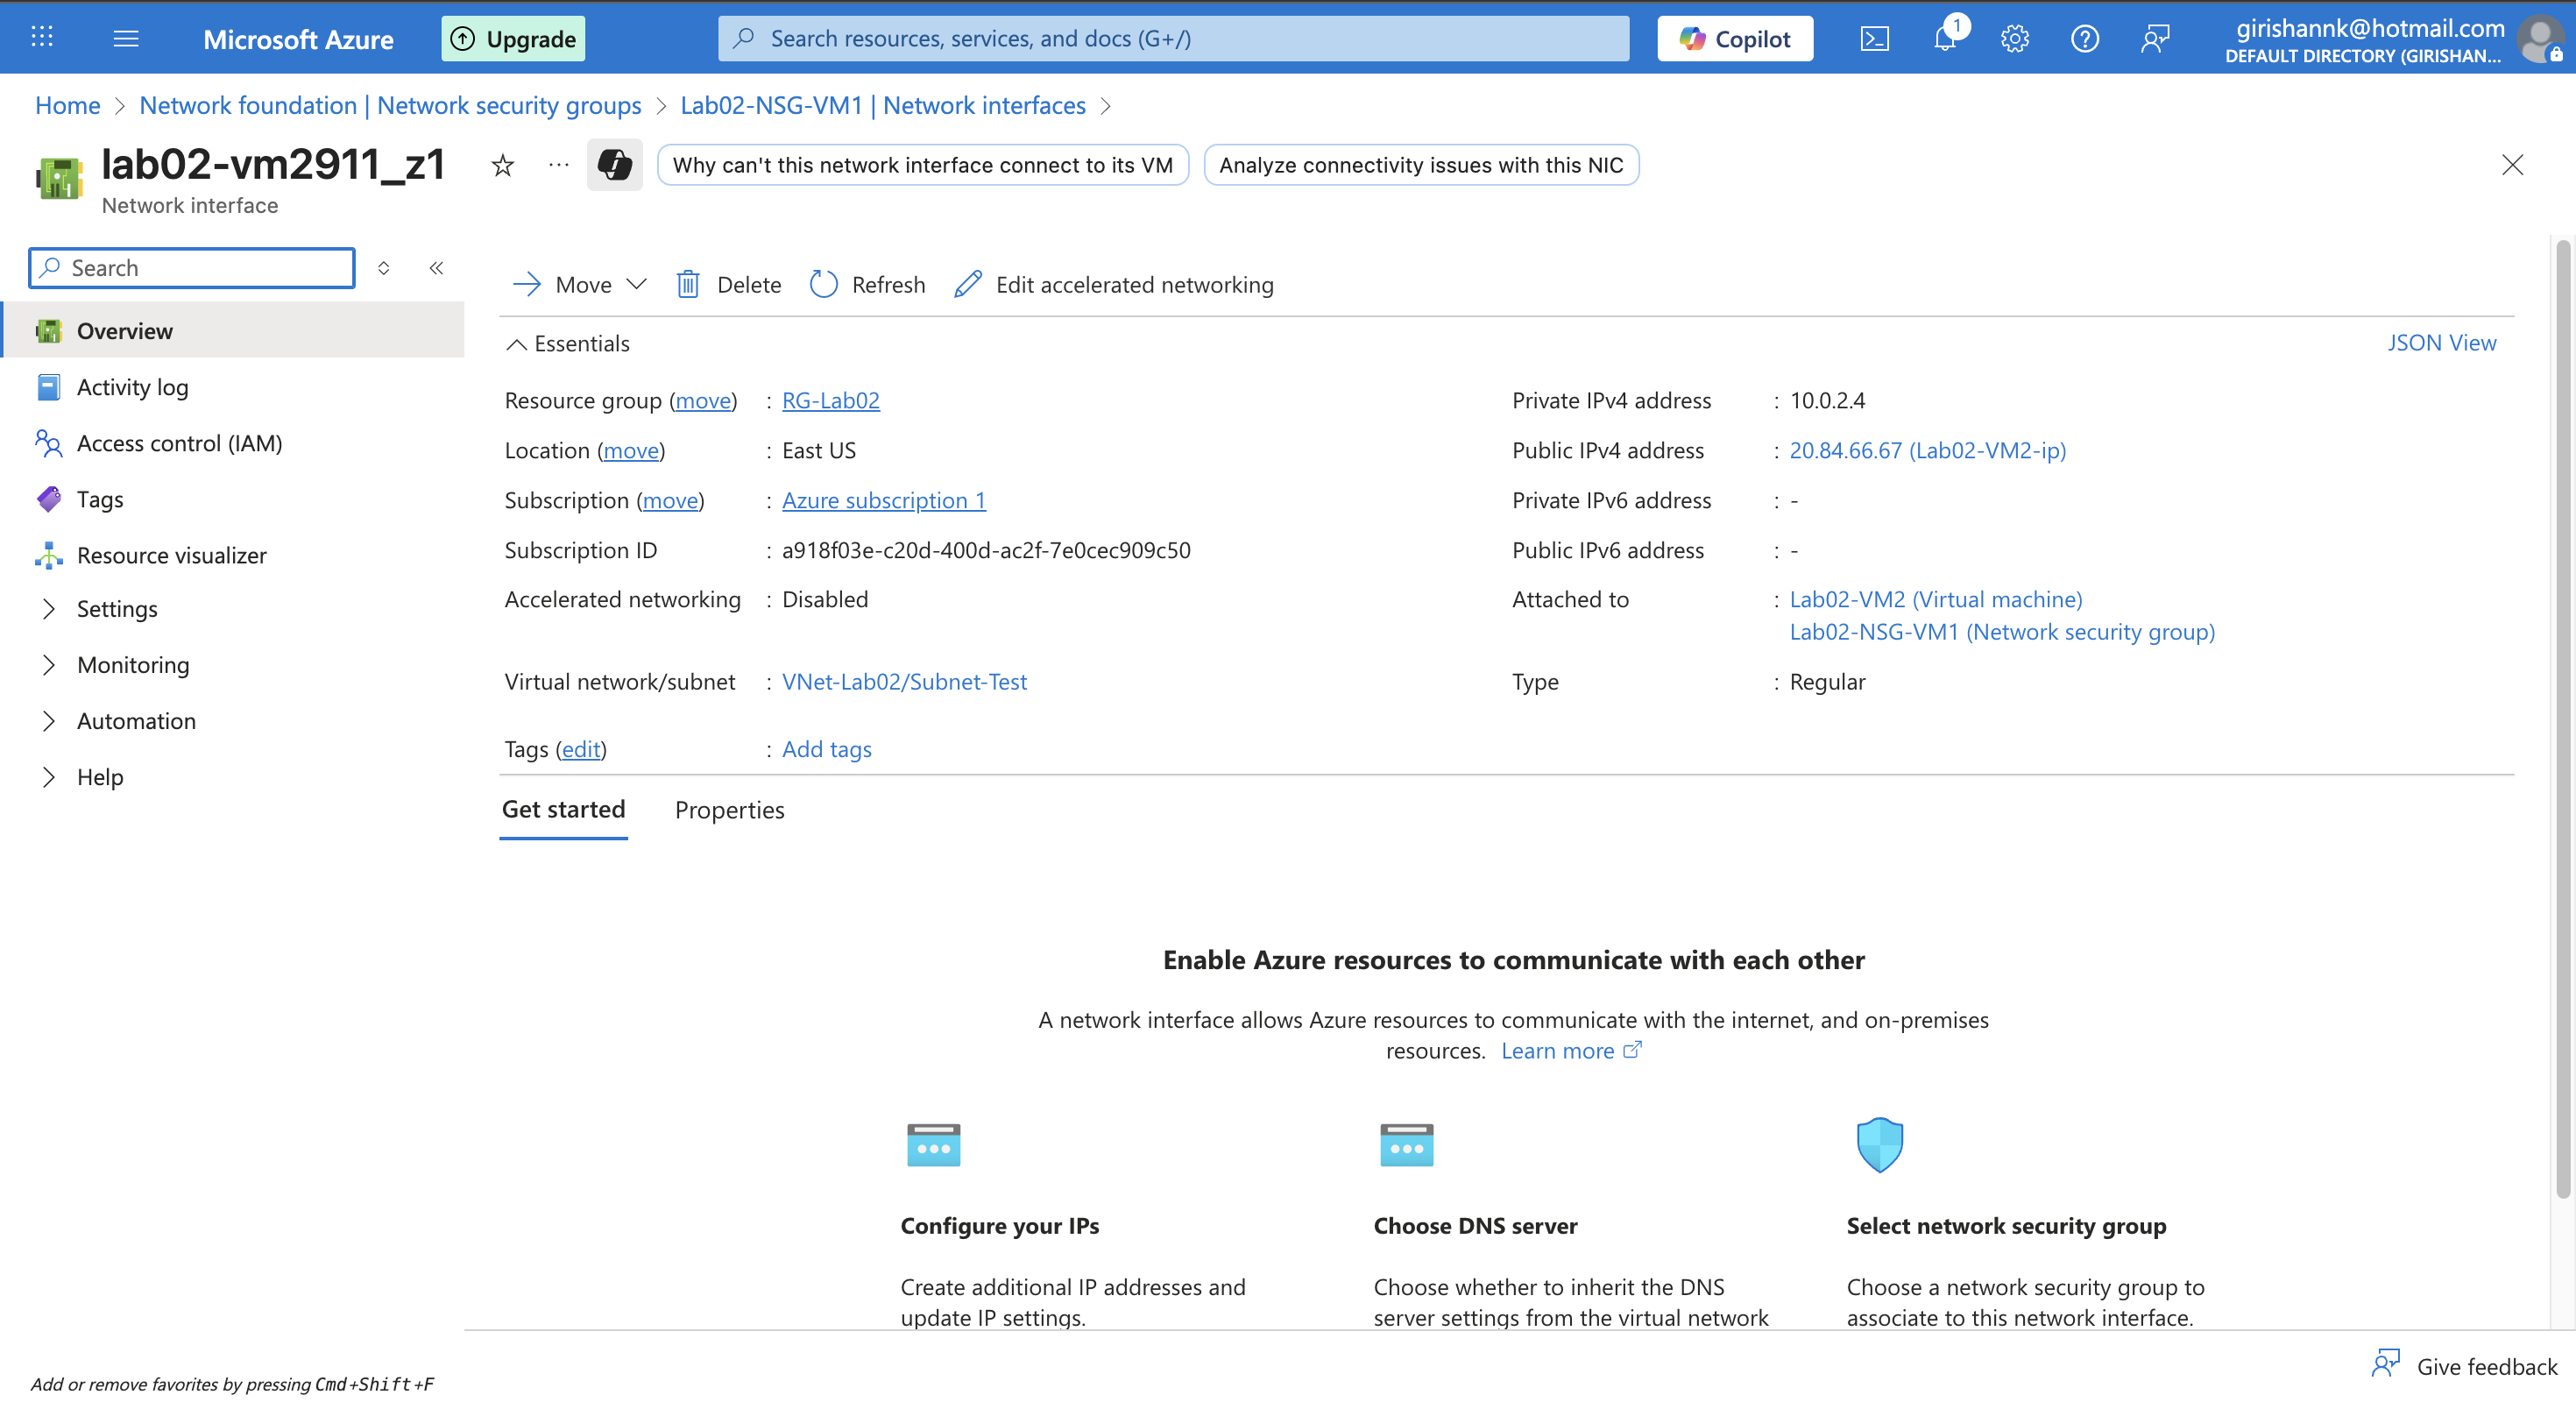 Microsoft Azure
Upgrade
Search resources, services, and docs (G+/)
Copilot
1
girishannk@hotmail.com
DEFAULT DIRECTORY (GIRISHAN...
Home > Network foundation | Network security groups > Lab02-NSG-VM1 | Network interfaces >
lab02-vm2911_z1
...
Why can't this network interface connect to its VM
Analyze connectivity issues with this NIC
Network interface
Search
Overview
Activity log
Access control (IAM)
Tags
Resource visualizer
Settings
Monitoring
Automation
Help
Move
Delete
Refresh
Edit accelerated networking
Essentials
JSON View
Resource group (move) : RG-Lab02
Location (move) : East US
Subscription (move) : Azure subscription 1
Subscription ID : a918f03e-c20d-400d-ac2f-7e0cec909c50
Accelerated networking : Disabled
Virtual network/subnet : VNet-Lab02/Subnet-Test
Tags (edit) : Add tags
Private IPv4 address : 10.0.2.4
Public IPv4 address : 20.84.66.67 (Lab02-VM2-ip)
Private IPv6 address : -
Public IPv6 address : -
Attached to : Lab02-VM2 (Virtual machine)
Lab02-NSG-VM1 (Network security group)
Type : Regular
Get started
Properties
Enable Azure resources to communicate with each other
A network interface allows Azure resources to communicate with the internet, and on-premises
resources. Learn more
Configure your IPs
Create additional IP addresses and
update IP settings.
Choose DNS server
Choose whether to inherit the DNS
server settings from the virtual network
Select network security group
Choose a network security group to
associate to this network interface.
Add or remove favorites by pressing Cmd+Shift+F
Give feedback